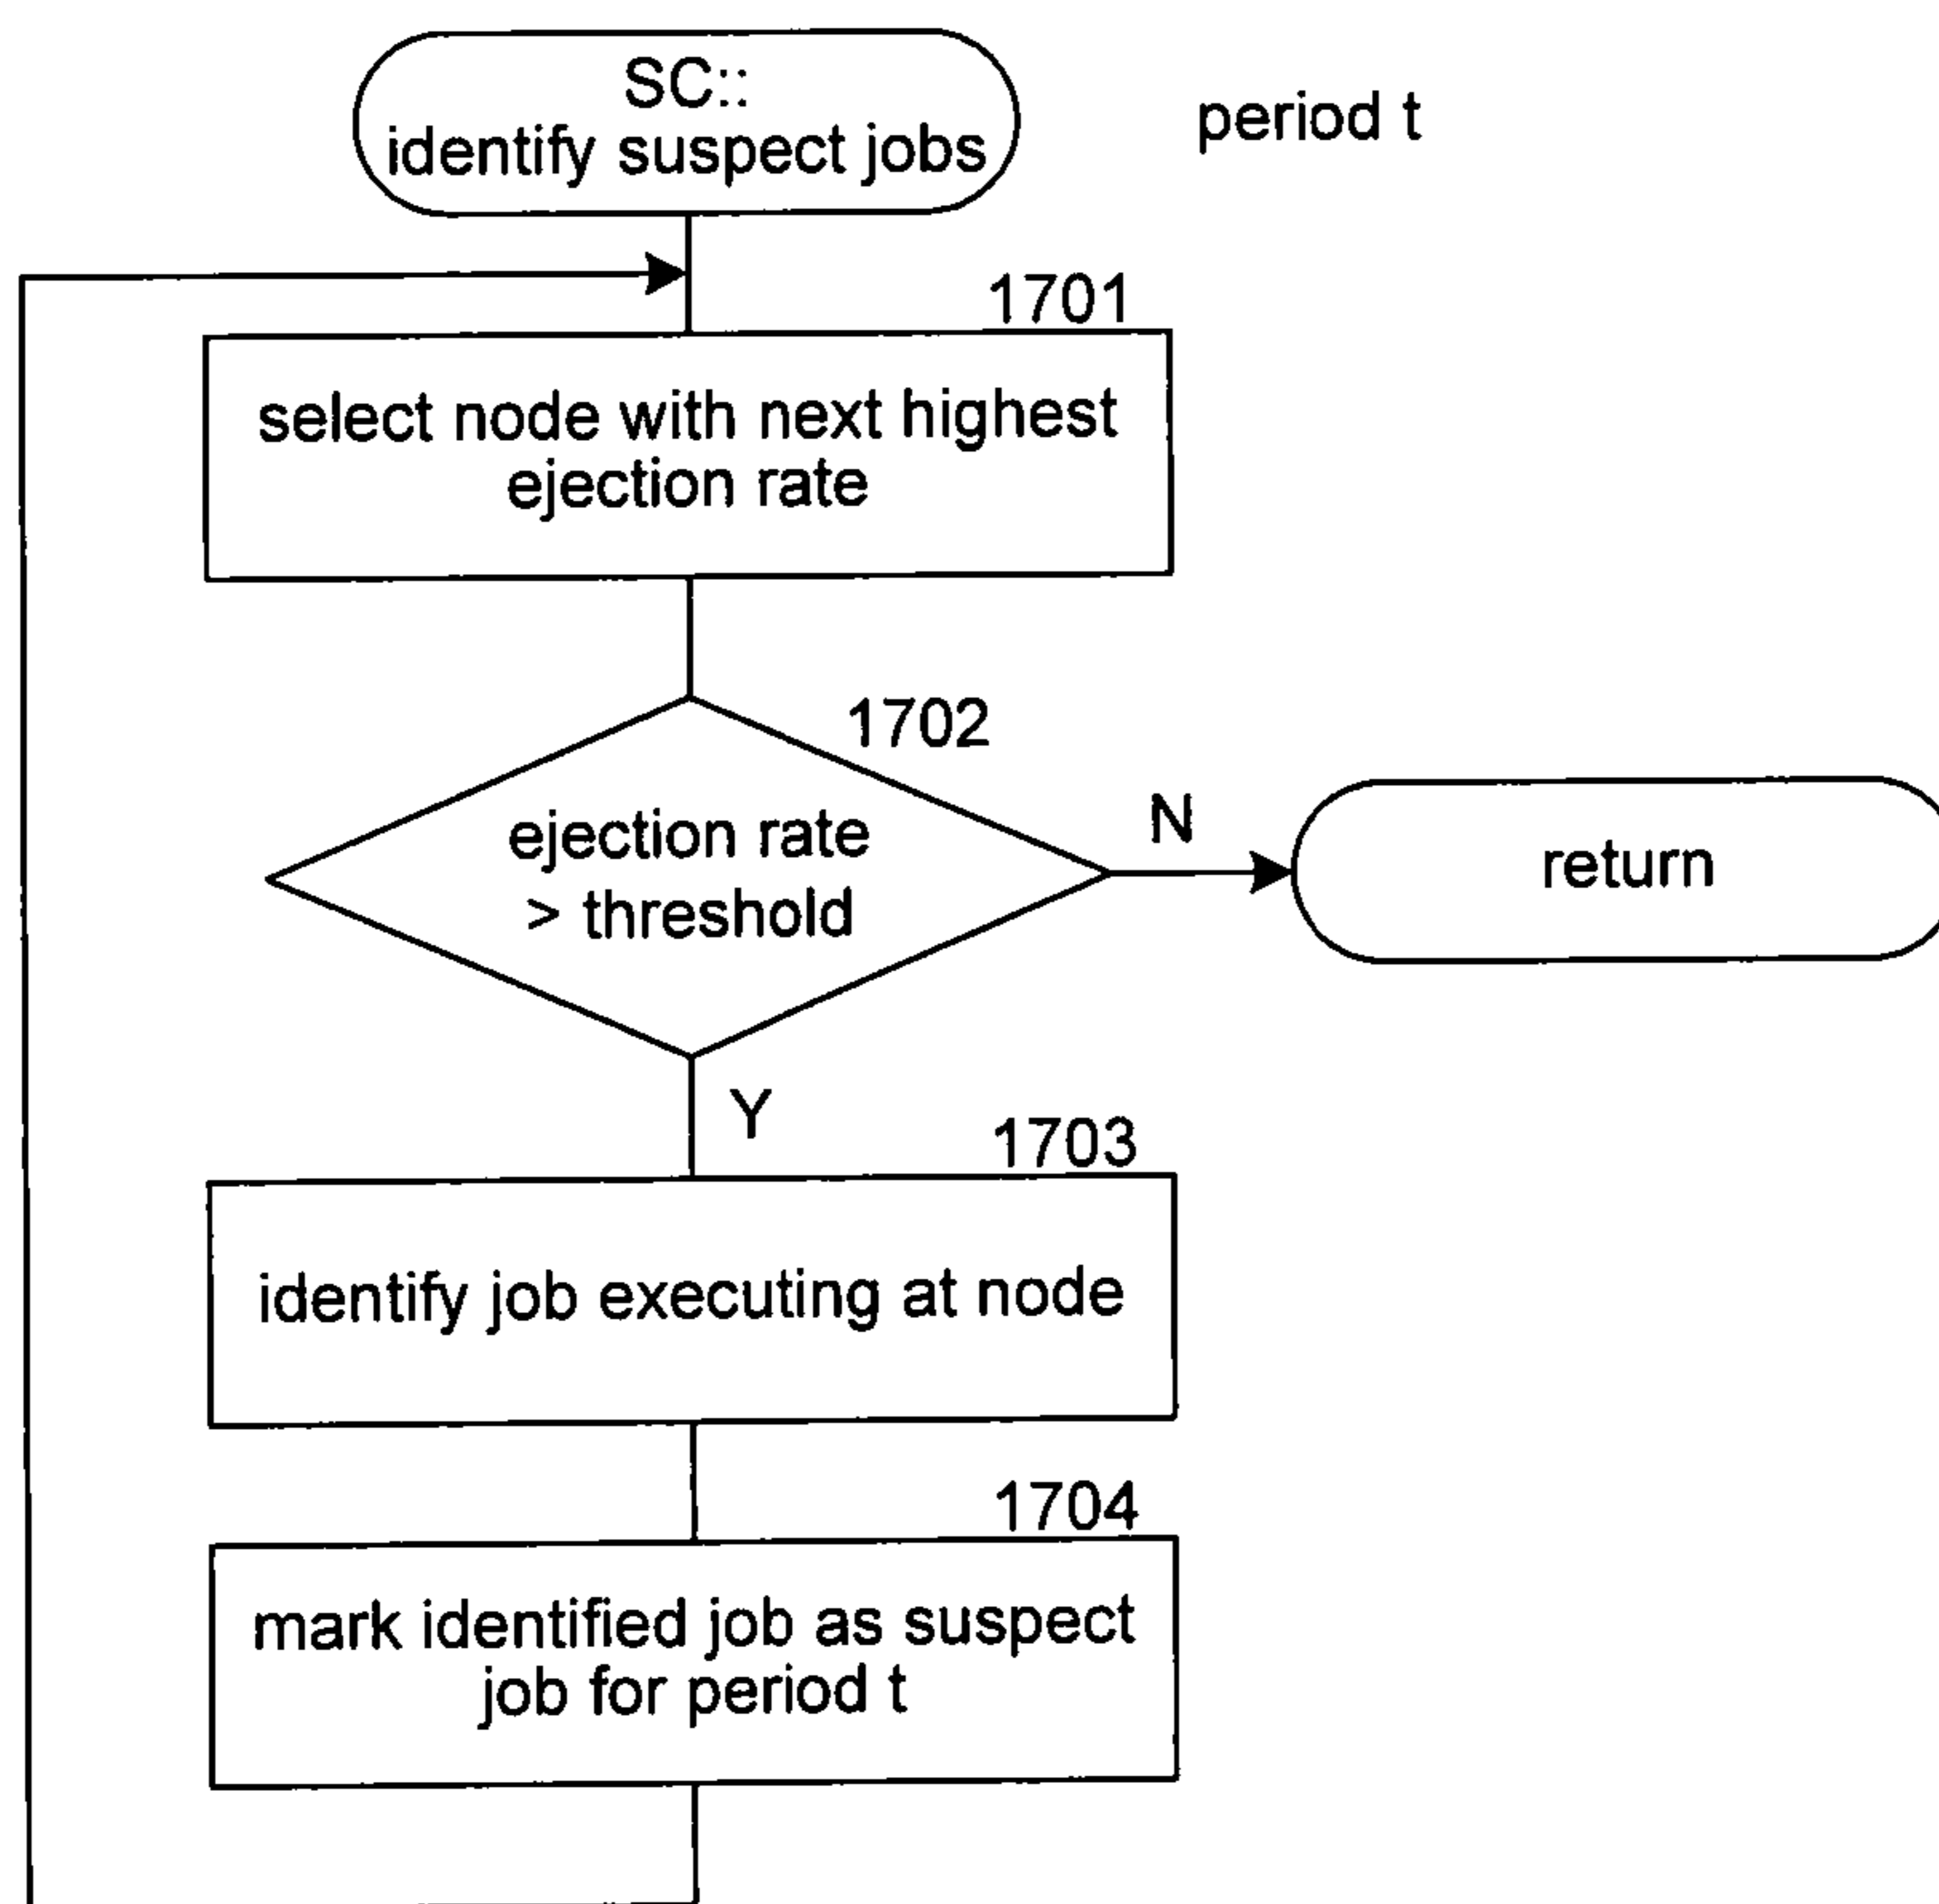 SC::
identify suspect jobs
period t
1701
select node with next highest
ejection rate
1702
ejection rate
> threshold
N
return
Y
1703
identify job executing at node
1704
mark identified job as suspect
job for period t